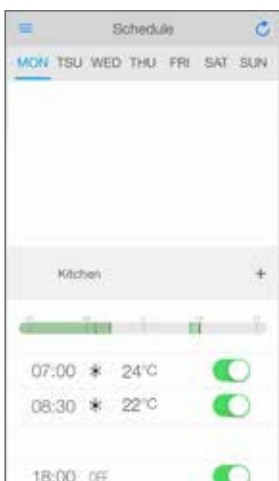 Schedule
MON TSU WED THU FRI SAT SUN
Kitchen +
07:00 24°C
08:30 22°C
18:00 OFF